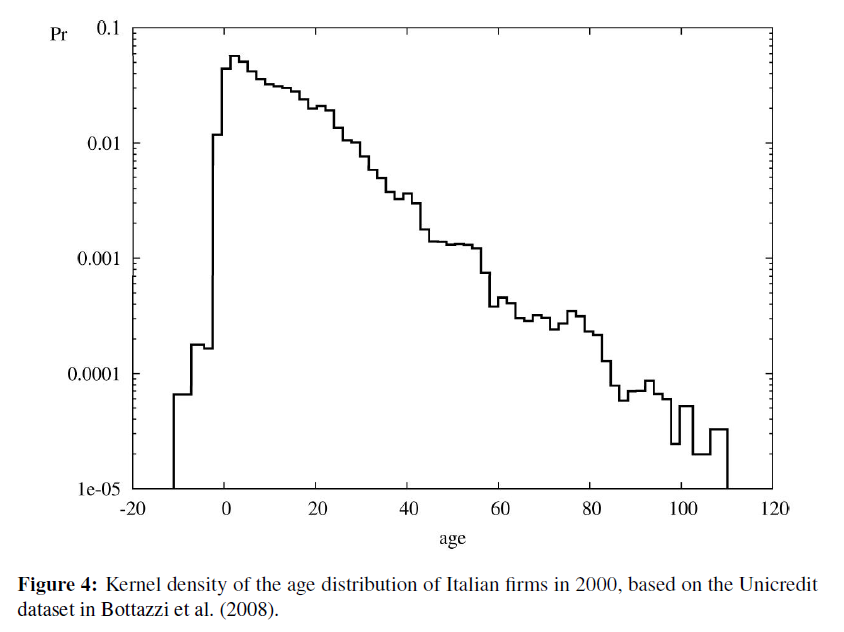 Pr
0.1
0.01
0.001
0.0001
1e-05
-20 0 20 40 60 80 100 120
age
Figure 4: Kernel density of the age distribution of Italian firms in 2000, based on the Unicredit
dataset in Bottazzi et al. (2008).